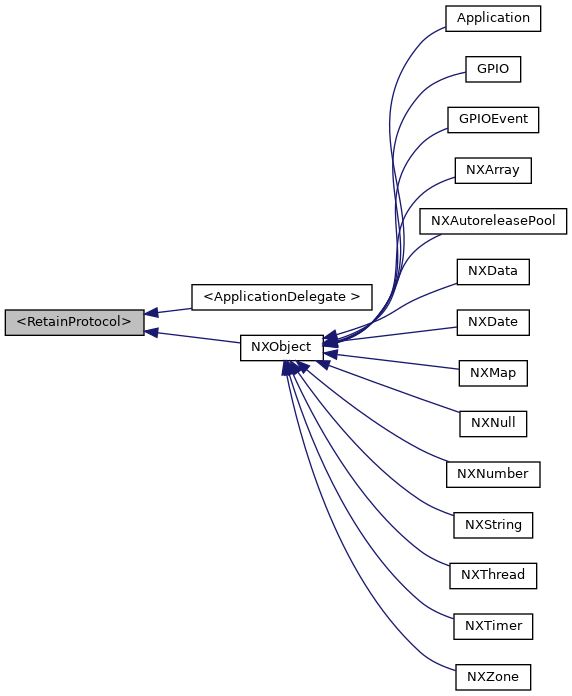 <RetainProtocol>
<ApplicationDelegate >
NXObject
Application
GPIO
GPIOEvent
NXArray
NXAutoreleasePool
NXData
NXDate
NXMap
NXNull
NXNumber
NXString
NXThread
NXTimer
NXZone